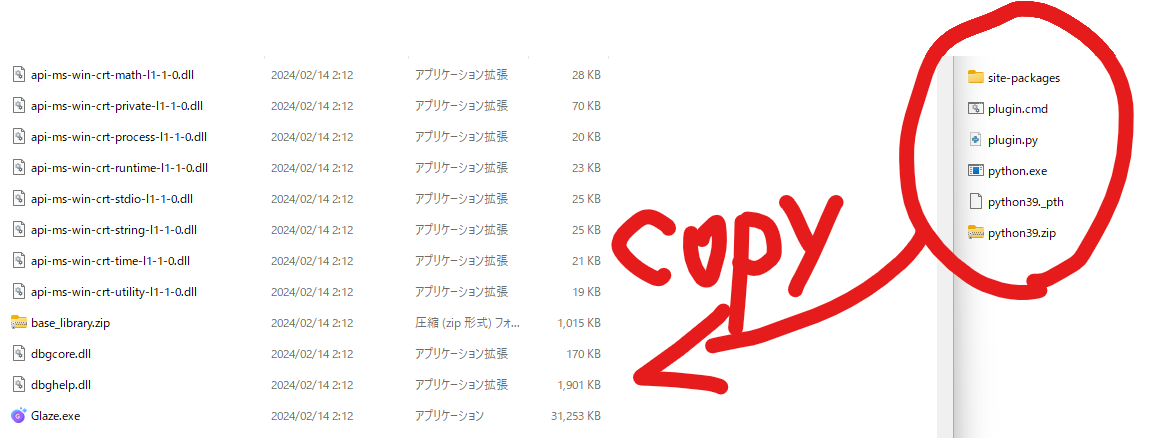 api-ms-win-crt-math-l1-1-0.dll 2024/02/14 2:12 アプリケーション拡張 28 KB
api-ms-win-crt-private-l1-1-0.dll 2024/02/14 2:12 アプリケーション拡張 70 KB
api-ms-win-crt-process-l1-1-0.dll 2024/02/14 2:12 アプリケーション拡張 20 KB
api-ms-win-crt-runtime-l1-1-0.dll 2024/02/14 2:12 アプリケーション拡張 23 KB
api-ms-win-crt-stdio-l1-1-0.dll 2024/02/14 2:12 アプリケーション拡張 25 KB
api-ms-win-crt-string-l1-1-0.dll 2024/02/14 2:12 アプリケーション拡張 25 KB
api-ms-win-crt-time-l1-1-0.dll 2024/02/14 2:12 アプリケーション拡張 21 KB
api-ms-win-crt-utility-l1-1-0.dll 2024/02/14 2:12 アプリケーション拡張 19 KB
base_library.zip 2024/02/14 2:12 圧縮 (zip 形式) フォ... 1,015 KB
dbgcore.dll 2024/02/14 2:12 アプリケーション拡張 170 KB
dbghelp.dll 2024/02/14 2:12 アプリケーション拡張 1,901 KB
Glaze.exe 2024/02/14 2:12 アプリケーション 31,253 KB
copy
site-packages
plugin.cmd
plugin.py
python.exe
python39._pth
python39.zip